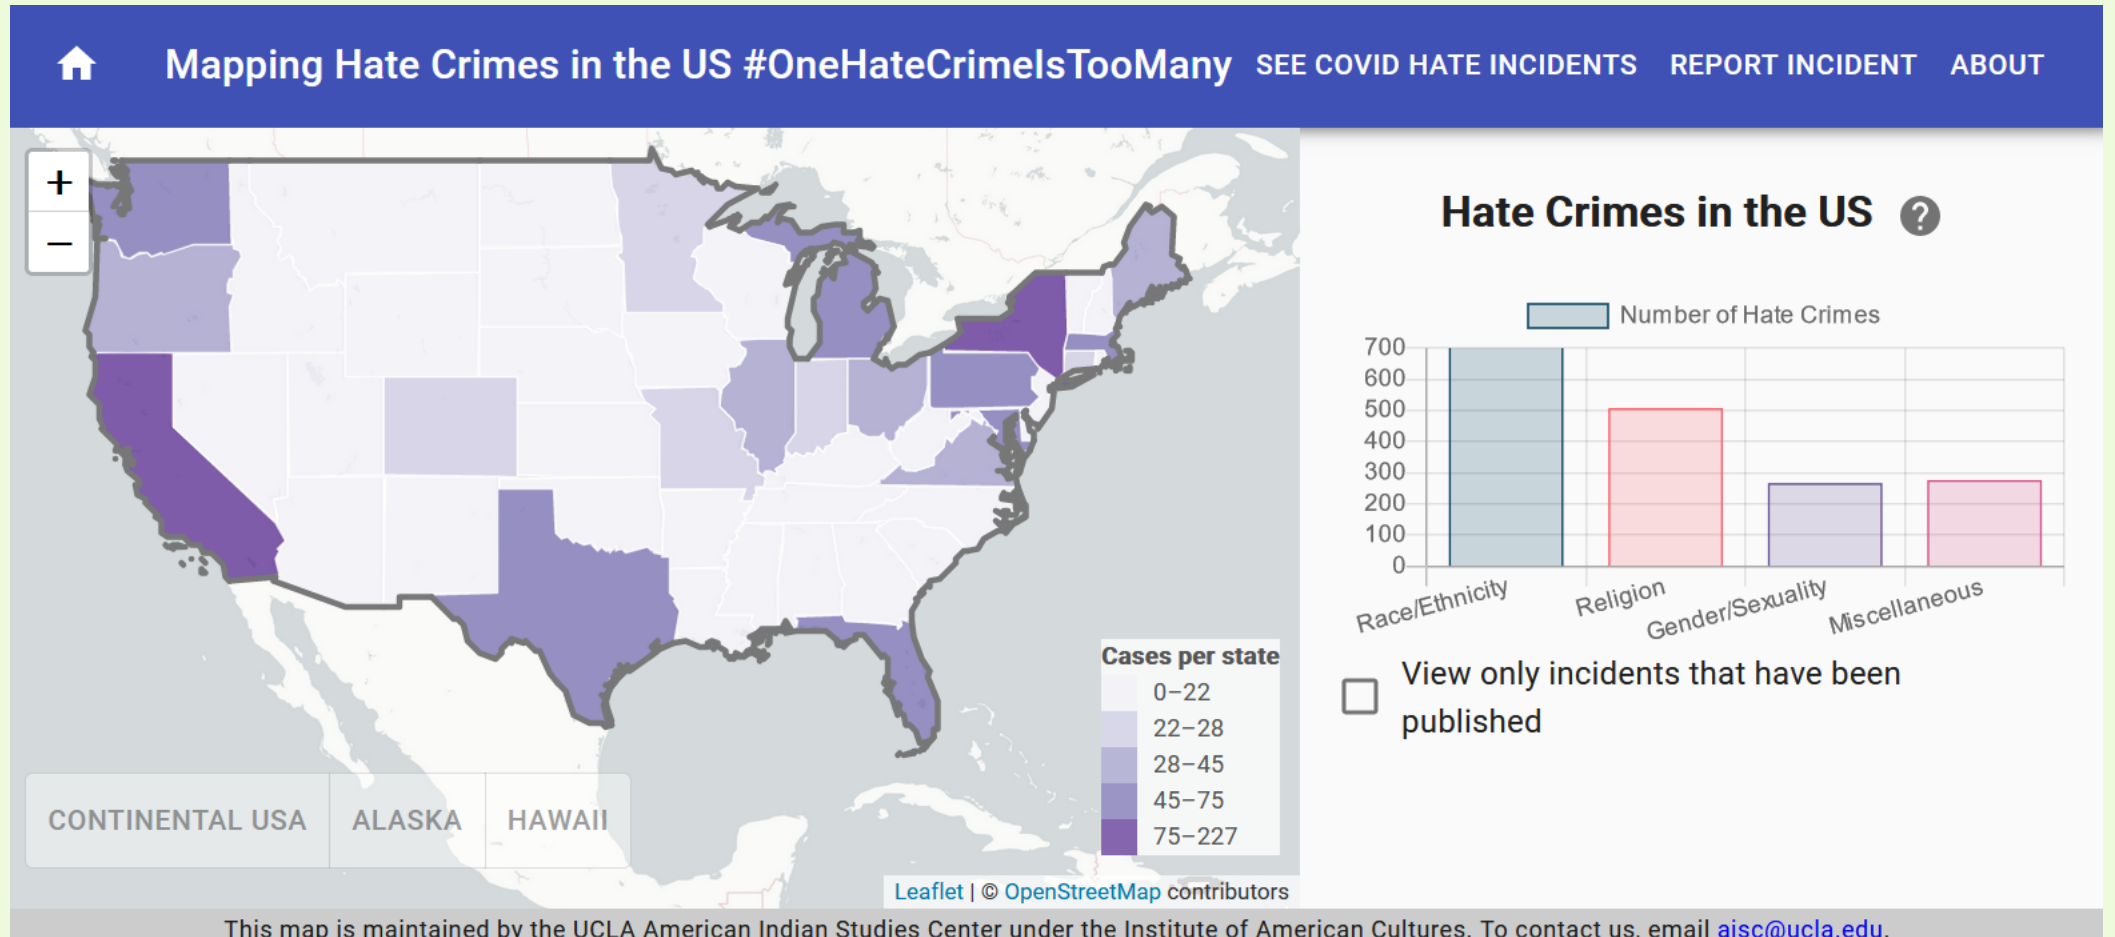 Mapping Hate Crimes in the US #OneHateCrimeIsTooMany SEE COVID HATE INCIDENTS REPORT INCIDENT ABOUT
+
−
Cases per state
0–22
22–28
28–45
45–75
75–227
CONTINENTAL USA ALASKA HAWAII
Leaflet | © OpenStreetMap contributors
Hate Crimes in the US ?
Number of Hate Crimes
700
600
500
400
300
200
100
0
Race/Ethnicity Religion Gender/Sexuality Miscellaneous
View only incidents that have been
published
This map is maintained by the UCLA American Indian Studies Center under the Institute of American Cultures. To contact us, email aisc@ucla.edu.